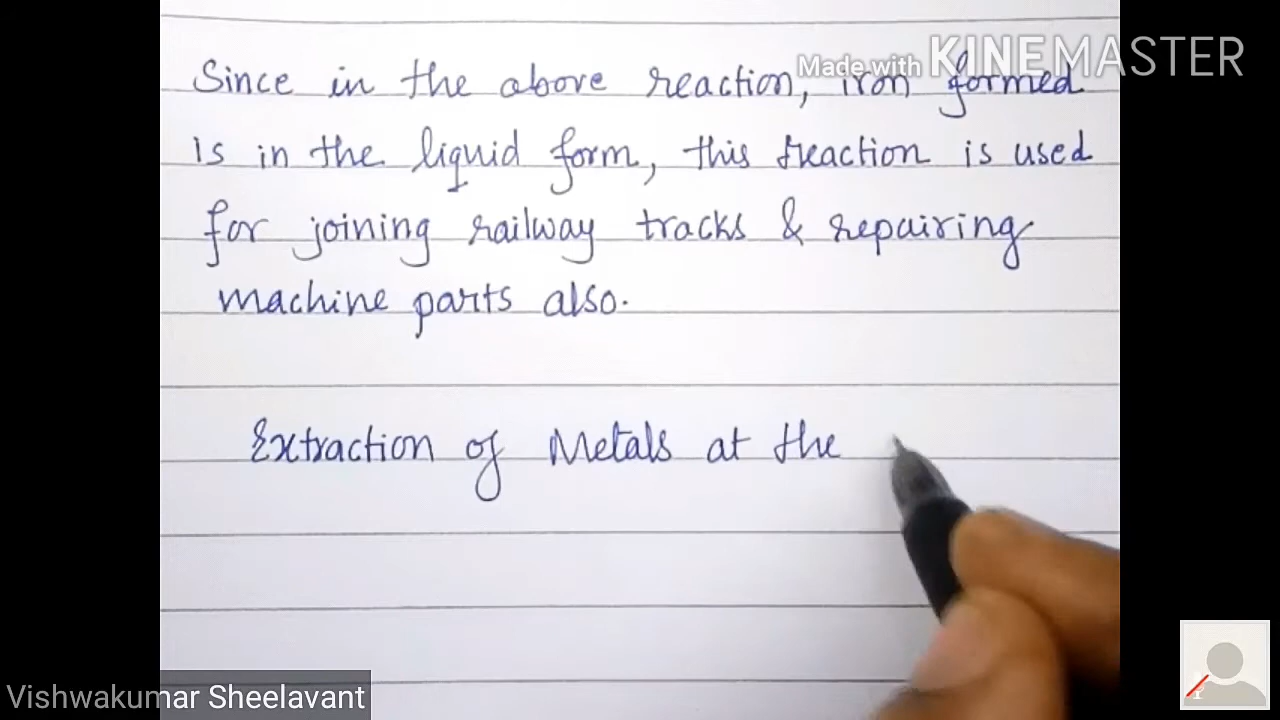 Made with KINEMASTER
Since in the above reaction, iron formed
is in the liquid form, this reaction is used
for joining railway tracks & repairing
machine parts also.
Extraction of Metals at the
Vishwakumar Sheelavant